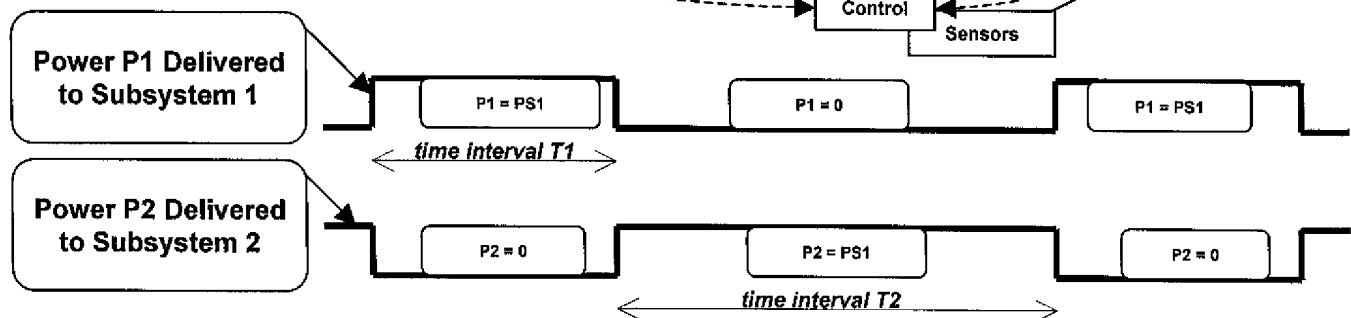 Control
Sensors
Power P1 Delivered
to Subsystem 1
P1 = PS1
P1 = 0
P1 = PS1
time interval T1
Power P2 Delivered
to Subsystem 2
P2 = 0
P2 = PS1
P2 = 0
time interval T2